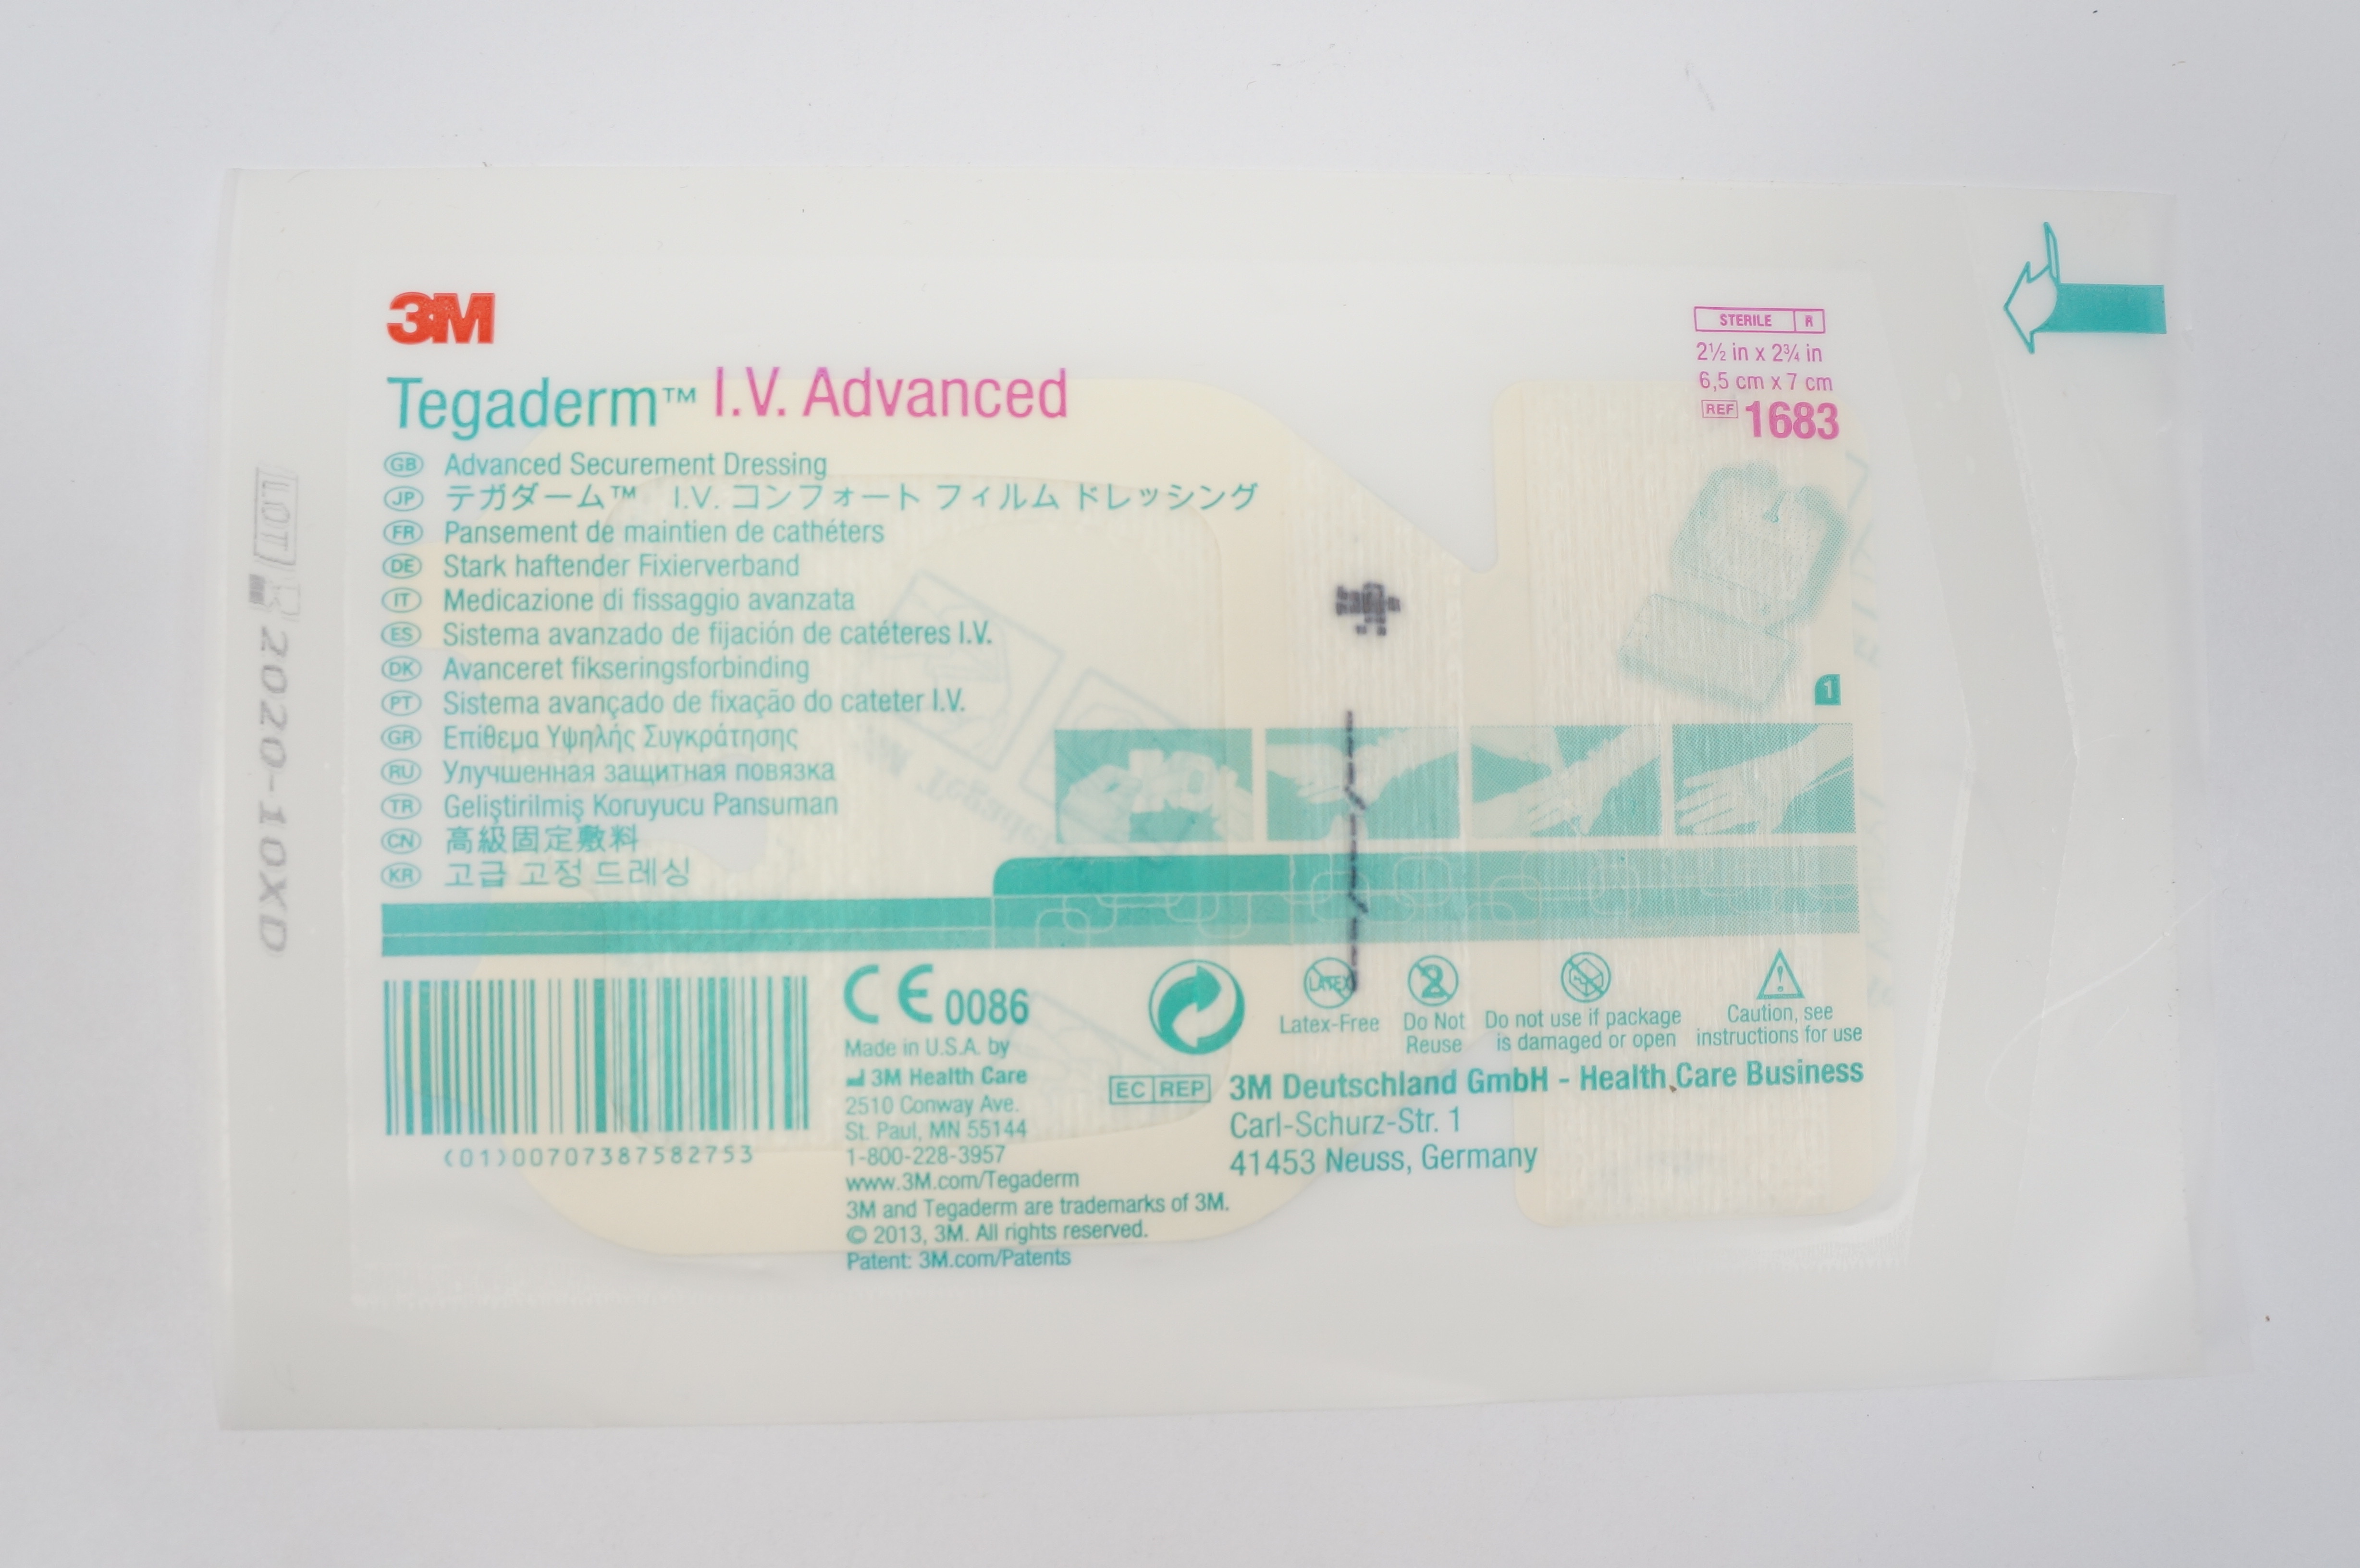 3M
Tegaderm™ I.V. Advanced
STERILE R
2½ in x 2¾ in
6,5 cm x 7 cm
REF 1683
GB Advanced Securement Dressing
JP テガダーム™ I.V. コンフォート フィルム ドレッシング
FR Pansement de maintien de cathéters
DE Stark haftender Fixierverband
IT Medicazione di fissaggio avanzata
ES Sistema avanzado de fijación de catéteres I.V.
DK Avanceret fikseringsforbinding
PT Sistema avançado de fixação do cateter I.V.
GR Επίθεμα Υψηλής Συγκράτησης
RU Улучшенная защитная повязка
TR Geliştirilmiş Koruyucu Pansuman
CN 高級固定敷料
KR 고급 고정 드레싱
1
LOT
2020-10XD
(01)00707387582753
CE 0086
Made in U.S.A. by
3M Health Care
2510 Conway Ave.
St. Paul, MN 55144
1-800-228-3957
www.3M.com/Tegaderm
3M and Tegaderm are trademarks of 3M.
© 2013, 3M. All rights reserved.
Patent: 3M.com/Patents
LATEX
Latex-Free
2
Do Not
Reuse
Do not use if package
is damaged or open
Caution, see
instructions for use
EC REP 3M Deutschland GmbH - Health Care Business
Carl-Schurz-Str. 1
41453 Neuss, Germany